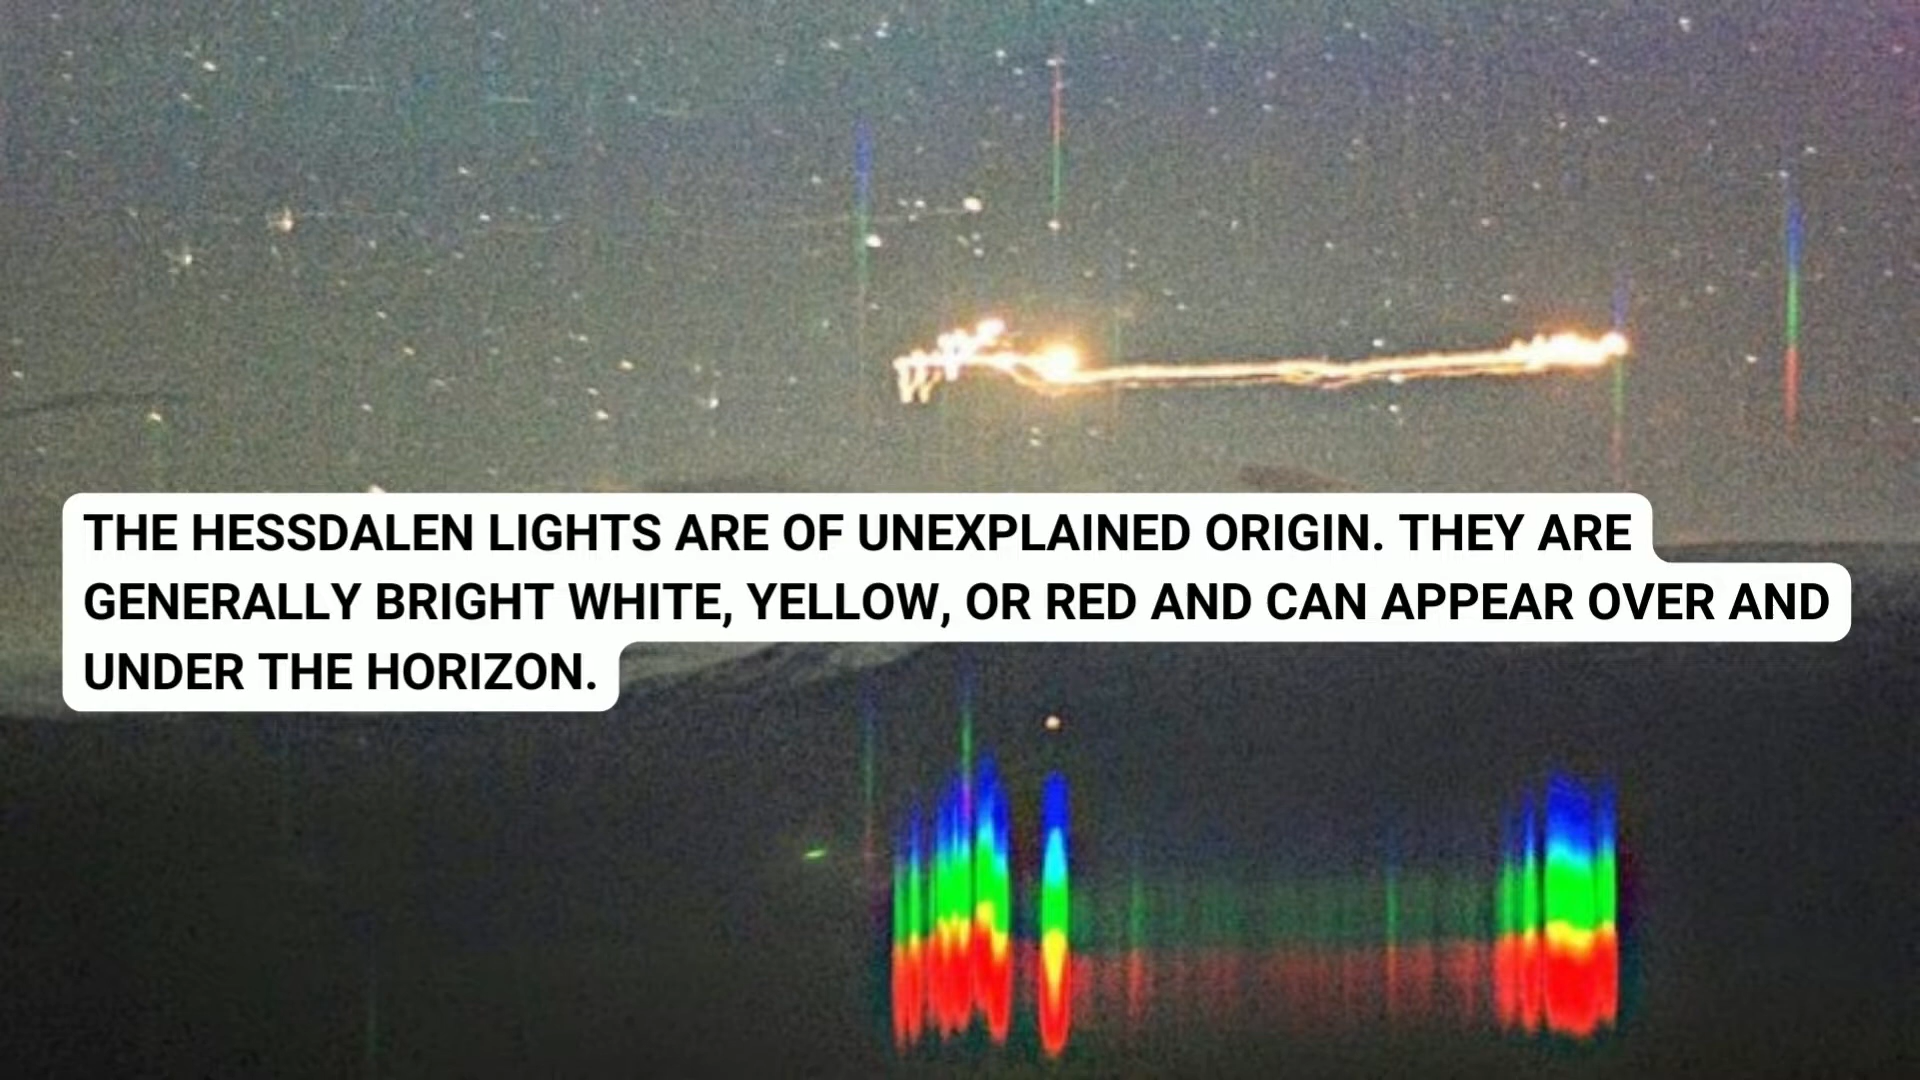 THE HESSDALEN LIGHTS ARE OF UNEXPLAINED ORIGIN. THEY ARE
GENERALLY BRIGHT WHITE, YELLOW, OR RED AND CAN APPEAR OVER AND
UNDER THE HORIZON.